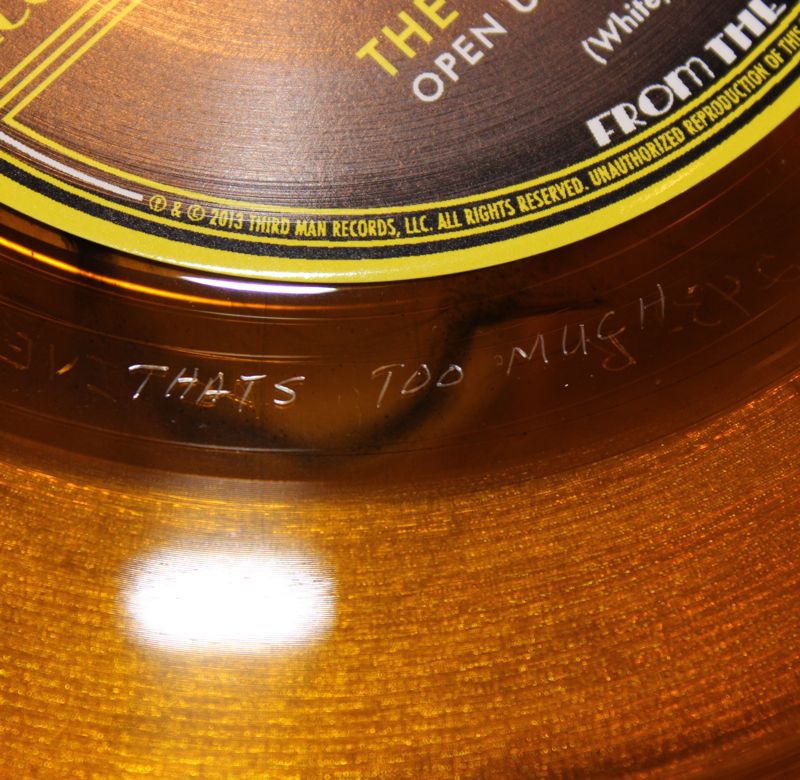 THE
OPEN U
(White,
FROM THE
℗ & © 2013 THIRD MAN RECORDS, LLC. ALL RIGHTS RESERVED. UNAUTHORIZED REPRODUCTION OF THIS
THATS TOO MUCH